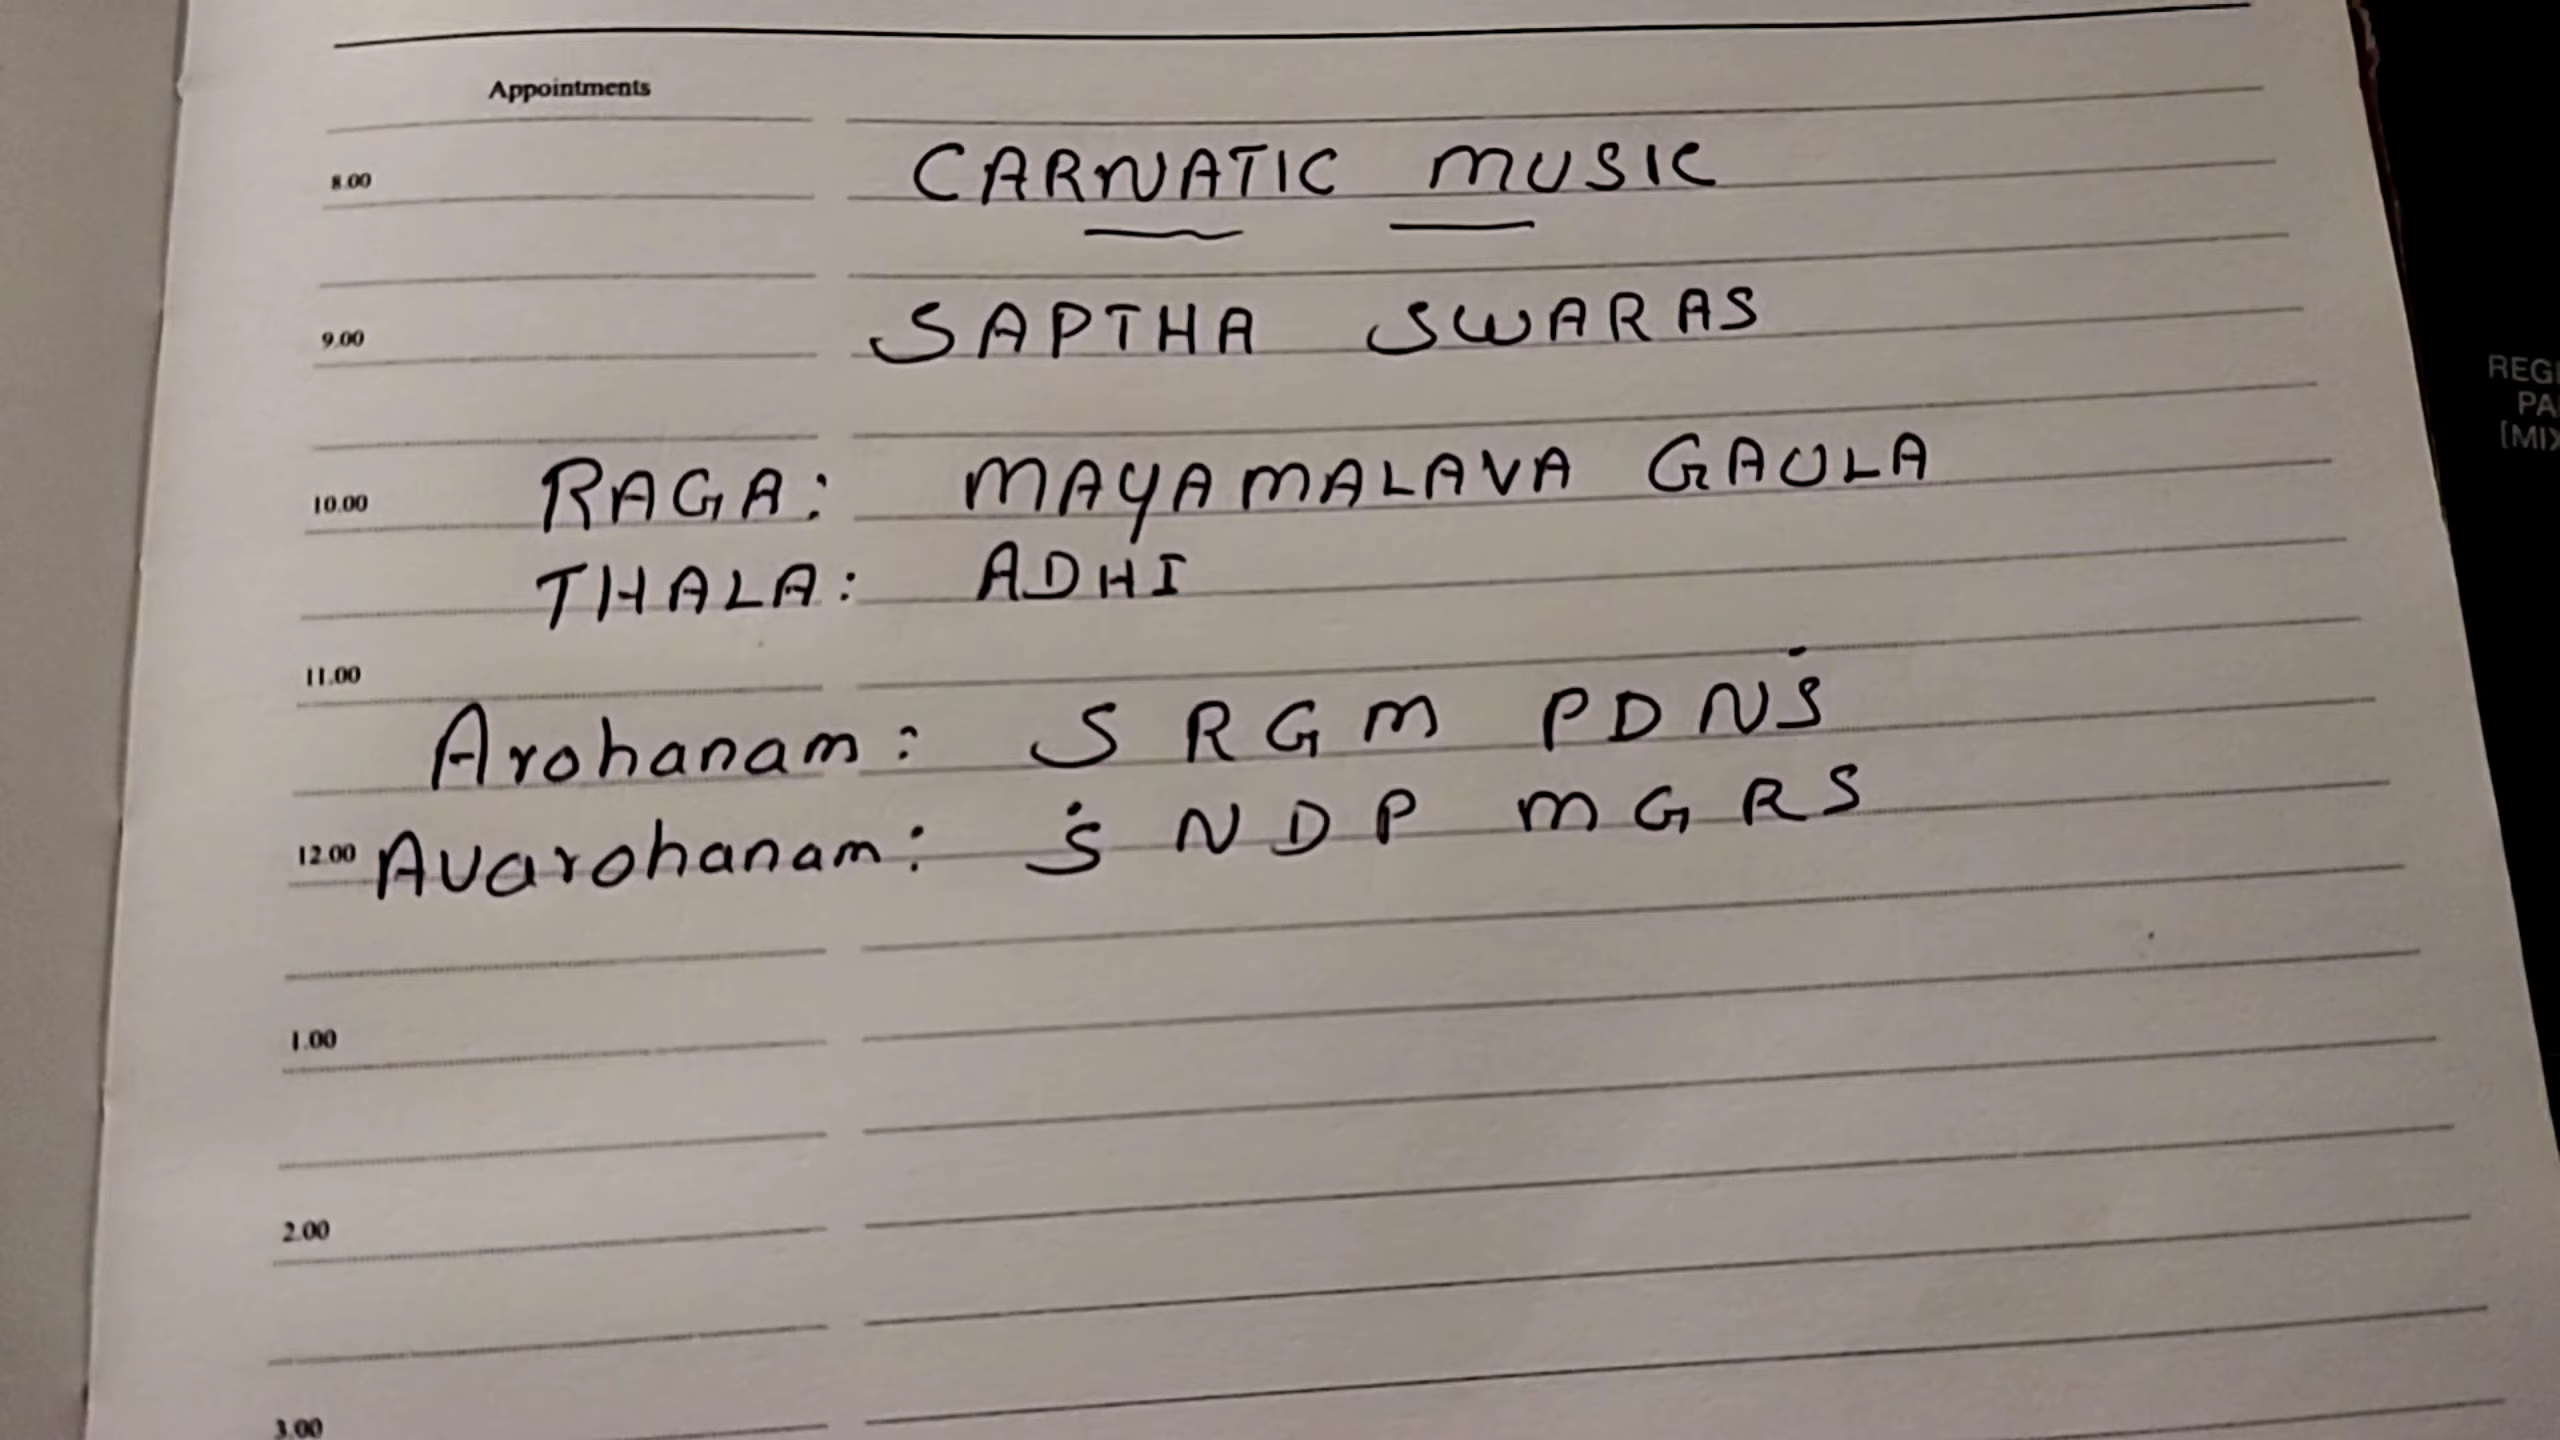 Appointments
8.00 CARNATIC MUSIC
9.00 SAPTHA SWARAS
10.00 RAGA: MAYAMALAVA GAULA
THALA: ADHI
11.00
Arohanam: S R G M P D N Ṡ
12.00 Avarohanam: Ṡ N D P M G R S
1.00
2.00
3.00